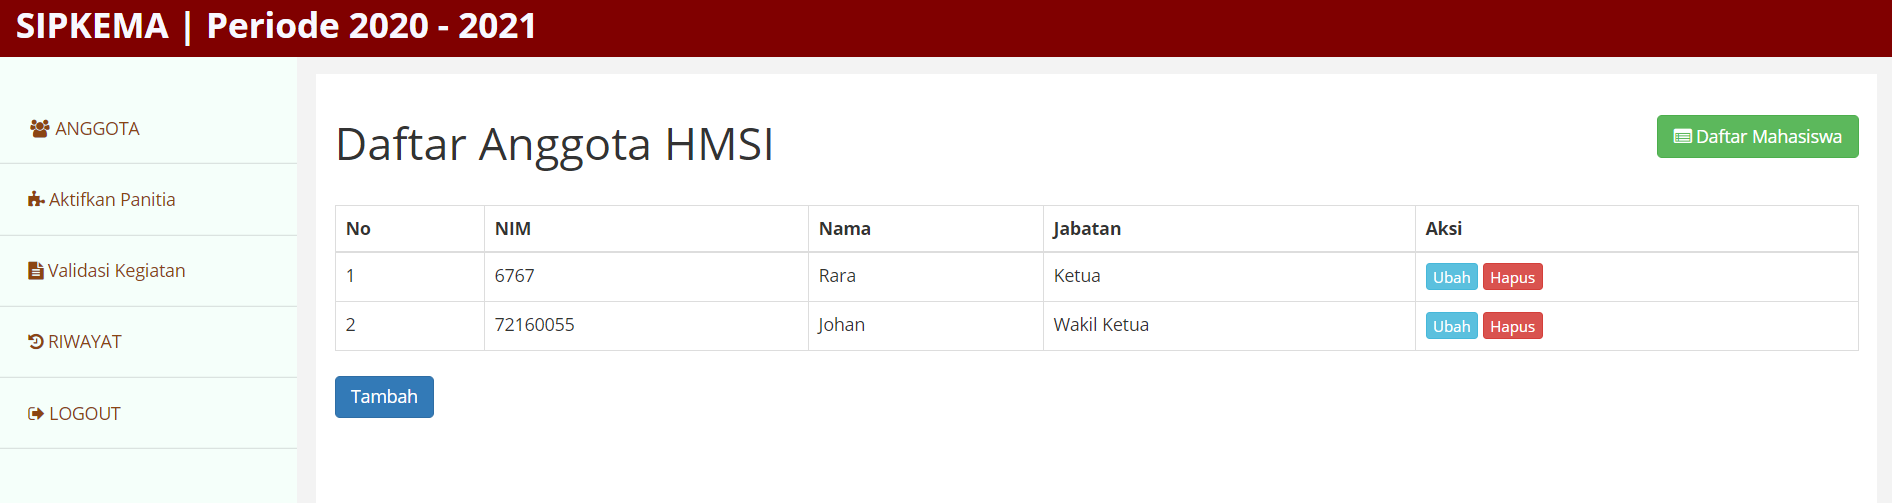 SIPKEMA | Periode 2020 - 2021
ANGGOTA
Aktifkan Panitia
Validasi Kegiatan
RIWAYAT
LOGOUT
Daftar Anggota HMSI
Daftar Mahasiswa
No NIM Nama Jabatan Aksi
1 6767 Rara Ketua Ubah Hapus
2 72160055 Johan Wakil Ketua Ubah Hapus
Tambah